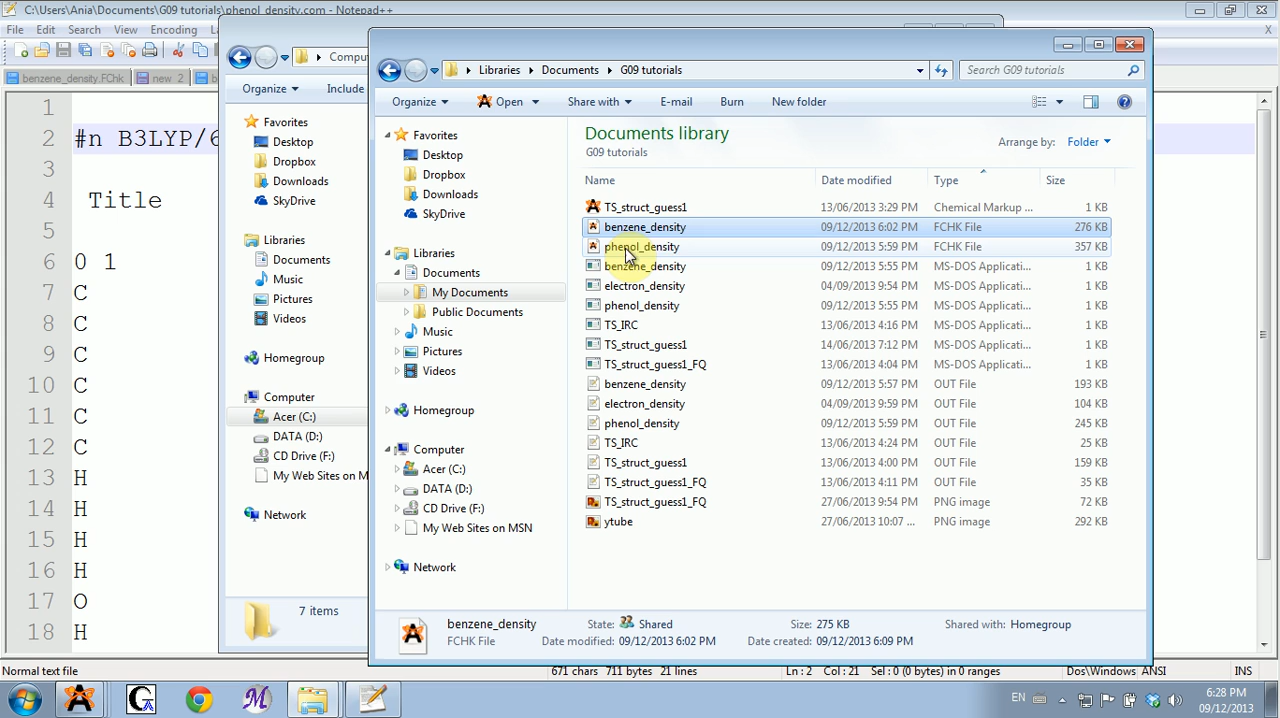 C:\Users\Ania\Documents\G09 tutorials\phenol_density.com - Notepad++
File Edit Search View Encoding
X
benzene_density.FChk new 2
1
2 #n B3LYP/6
3
4 Title
5
6 0 1
7 C
8 C
9 C
10 C
11 C
12 C
13 H
14 H
15 H
16 H
17 O
18 H
Normal text file
671 chars 711 bytes 21 lines
Ln : 2 Col : 21 Sel : 0 (0 bytes) in 0 ranges
Dos\Windows
ANSI
INS
Organize Include
Favorites
Desktop
Dropbox
Downloads
SkyDrive
Libraries
Documents
Music
Pictures
Videos
Homegroup
Computer
Acer (C:)
DATA (D:)
CD Drive (F:)
My Web Sites on M
Network
7 items
Libraries Documents G09 tutorials
Search G09 tutorials
Organize Open Share with E-mail Burn New folder
Favorites
Desktop
Dropbox
Downloads
SkyDrive
Libraries
Documents
My Documents
Public Documents
Music
Pictures
Videos
Homegroup
Computer
Acer (C:)
DATA (D:)
CD Drive (F:)
My Web Sites on MSN
Network
Documents library
G09 tutorials
Arrange by: Folder
Name Date modified Type Size
TS_struct_guess1 13/06/2013 3:29 PM Chemical Markup ... 1 KB
benzene_density 09/12/2013 6:02 PM FCHK File 276 KB
phenol_density 09/12/2013 5:59 PM FCHK File 357 KB
benzene_density 09/12/2013 5:55 PM MS-DOS Applicati... 1 KB
electron_density 04/09/2013 9:54 PM MS-DOS Applicati... 1 KB
phenol_density 09/12/2013 5:55 PM MS-DOS Applicati... 1 KB
TS_IRC 13/06/2013 4:16 PM MS-DOS Applicati... 1 KB
TS_struct_guess1 14/06/2013 7:12 PM MS-DOS Applicati... 1 KB
TS_struct_guess1_FQ 13/06/2013 4:04 PM MS-DOS Applicati... 1 KB
benzene_density 09/12/2013 5:57 PM OUT File 193 KB
electron_density 04/09/2013 9:59 PM OUT File 104 KB
phenol_density 09/12/2013 5:59 PM OUT File 245 KB
TS_IRC 13/06/2013 4:24 PM OUT File 25 KB
TS_struct_guess1 13/06/2013 4:00 PM OUT File 159 KB
TS_struct_guess1_FQ 13/06/2013 4:11 PM OUT File 35 KB
TS_struct_guess1_FQ 27/06/2013 9:54 PM PNG image 72 KB
ytube 27/06/2013 10:07 ... PNG image 292 KB
benzene_density State: Shared Size: 275 KB Shared with: Homegroup
FCHK File Date modified: 09/12/2013 6:02 PM Date created: 09/12/2013 6:09 PM
EN
6:28 PM
09/12/2013